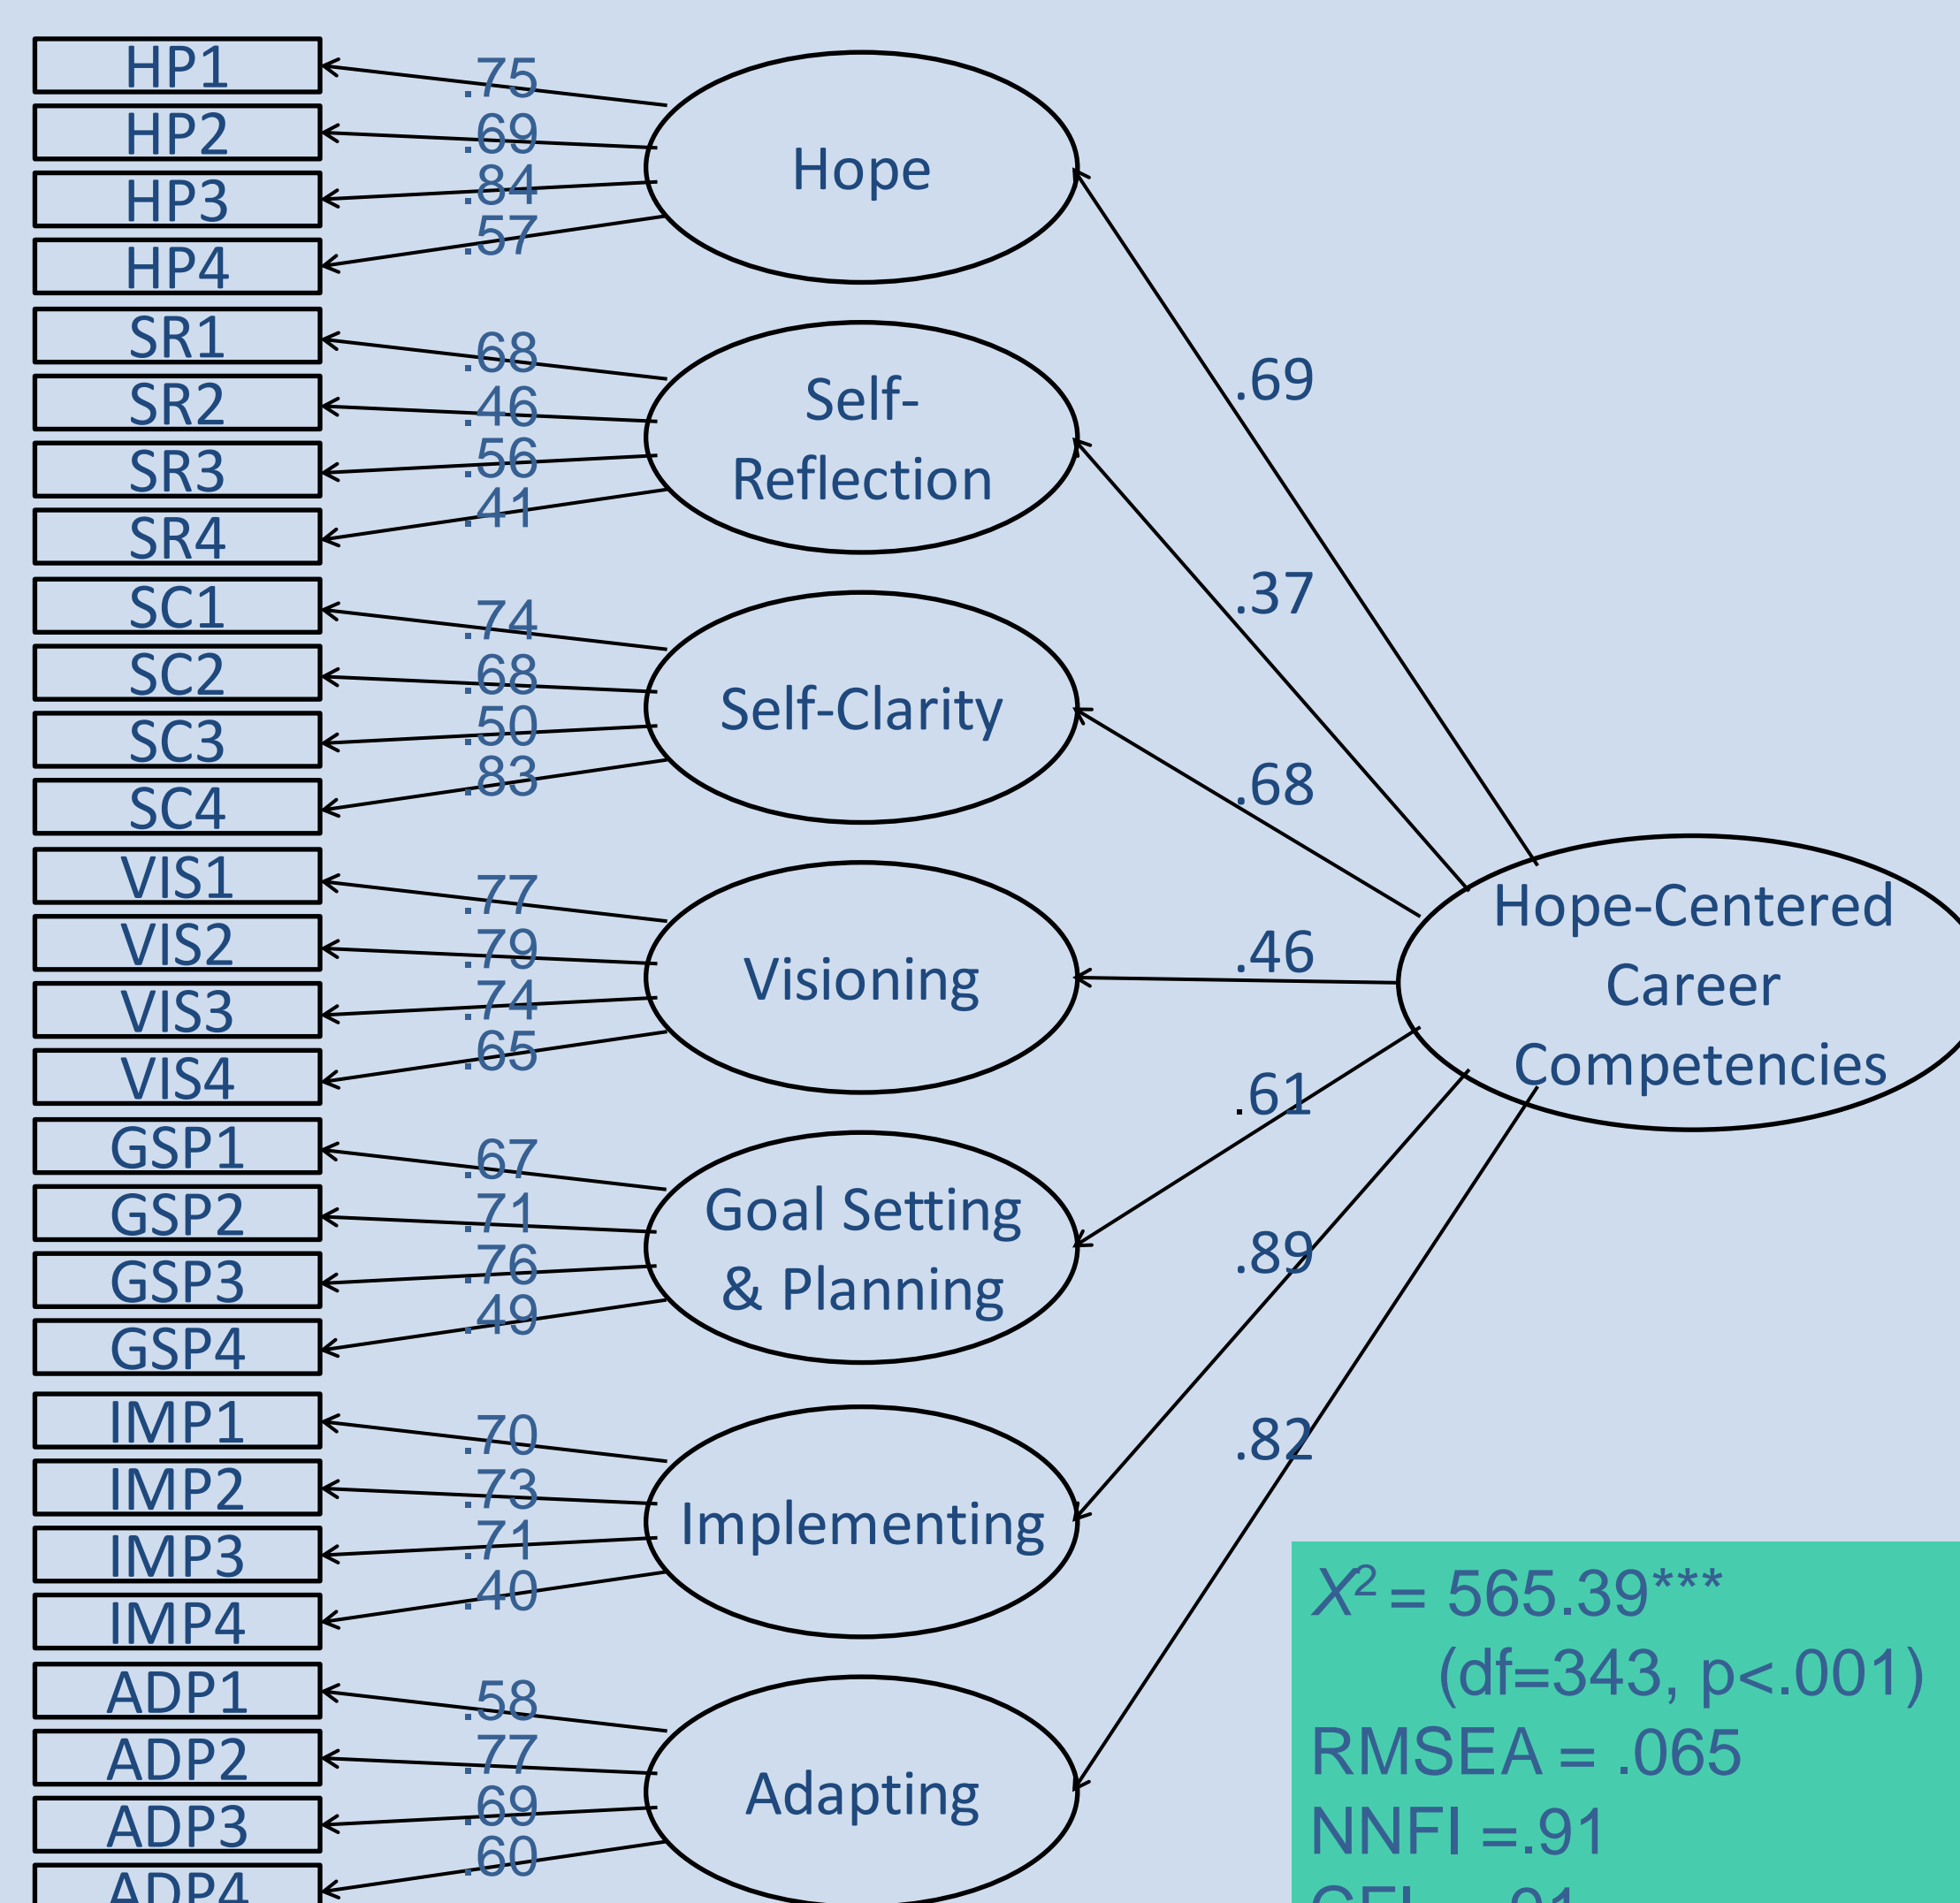 HP1
HP2
HP3
HP4
.75
.69
.84
.57
Hope
SR1
SR2
SR3
SR4
.68
.46
.56
.41
Self-
Reflection
SC1
SC2
SC3
SC4
.74
.68
.50
.83
Self-Clarity
VIS1
VIS2
VIS3
VIS4
.77
.79
.74
.65
Visioning
GSP1
GSP2
GSP3
GSP4
.67
.71
.76
.49
Goal Setting
& Planning
IMP1
IMP2
IMP3
IMP4
.70
.73
.71
.40
Implementing
ADP1
ADP2
ADP3
ADP4
.58
.77
.69
.60
Adapting
.69
.37
.68
.46
.61
.89
.82
Hope-Centered
Career
Competencies
X² = 565.39***
(df=343, p<.001)
RMSEA = .065
NNFI =.91